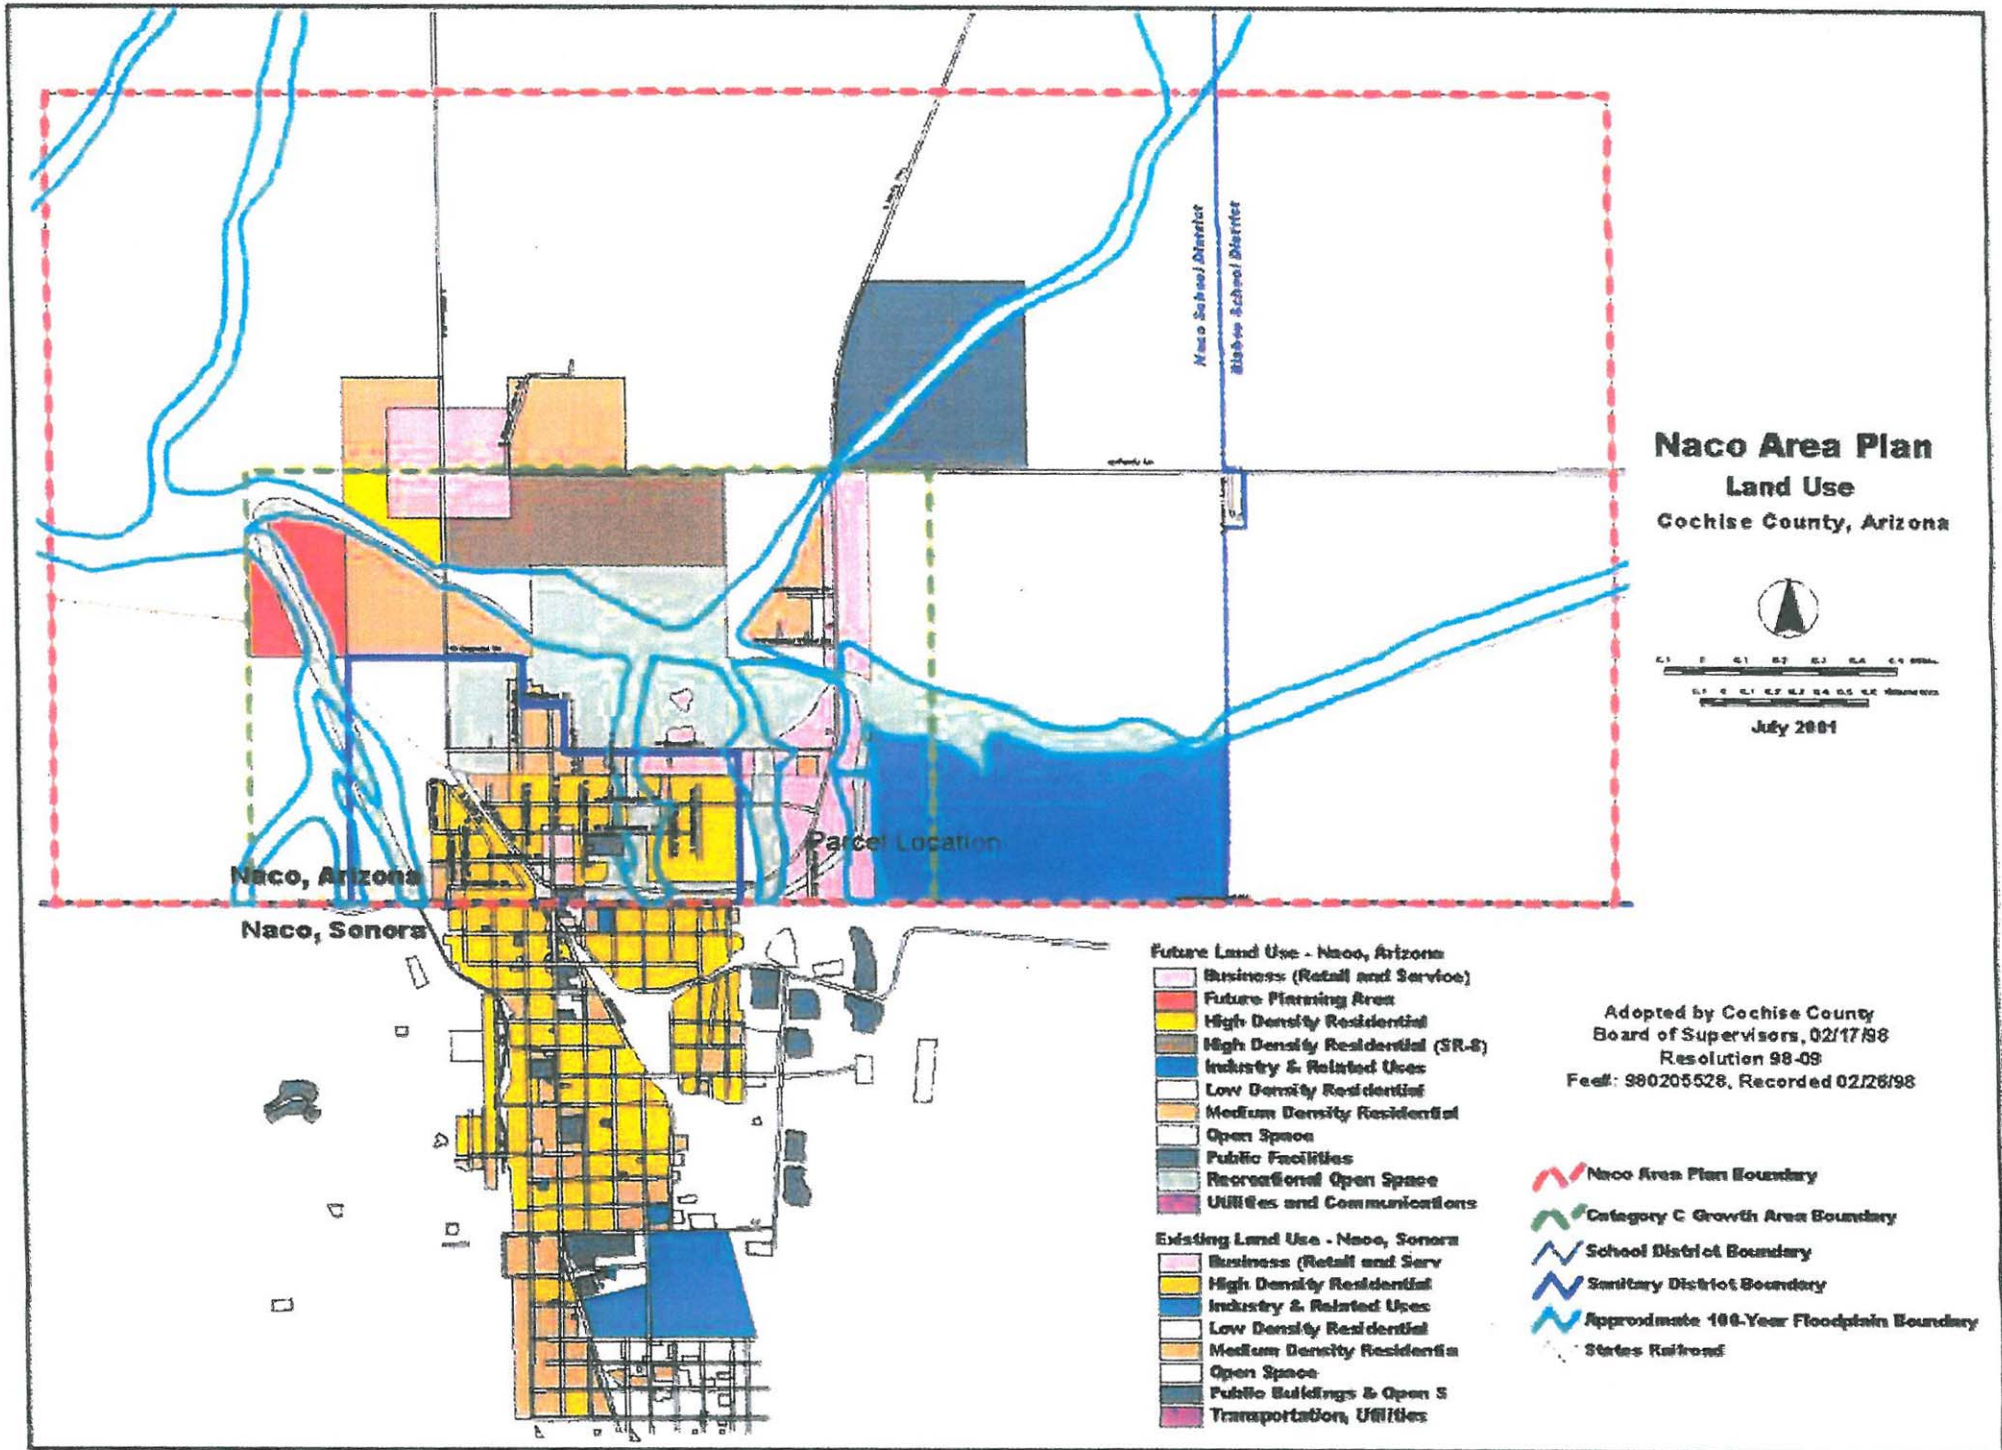 Naco School District
Bisbee School District
Naco Area Plan
Land Use
Cochise County, Arizona
July 2001
Parcel Location
Naco, Arizona
Naco, Sonora
Future Land Use - Naco, Arizona
Business (Retail and Service)
Future Planning Area
High Density Residential
High Density Residential (SR-8)
Industry & Related Uses
Low Density Residential
Medium Density Residential
Open Space
Public Facilities
Recreational Open Space
Utilities and Communications
Existing Land Use - Naco, Sonora
Business (Retail and Serv
High Density Residential
Industry & Related Uses
Low Density Residential
Medium Density Residentia
Open Space
Public Buildings & Open S
Transportation, Utilities
Adopted by Cochise County
Board of Supervisors, 02/17/98
Resolution 98-09
Fee#: 980205528, Recorded 02/26/98
Naco Area Plan Boundary
Category C Growth Area Boundary
School District Boundary
Sanitary District Boundary
Approximate 100-Year Floodplain Boundary
States Railroad